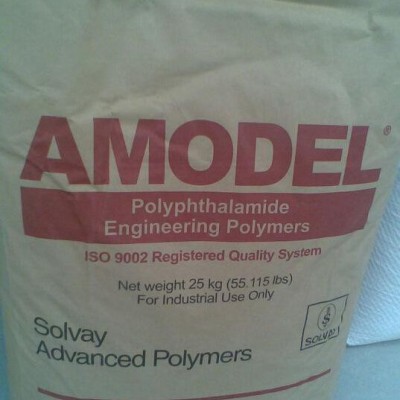 AMODEL®
Polyphthalamide
Engineering Polymers
ISO 9002 Registered Quality System
Net weight 25 kg (55.115 lbs)
For Industrial Use Only
Solvay
Advanced Polymers
SOLVAY